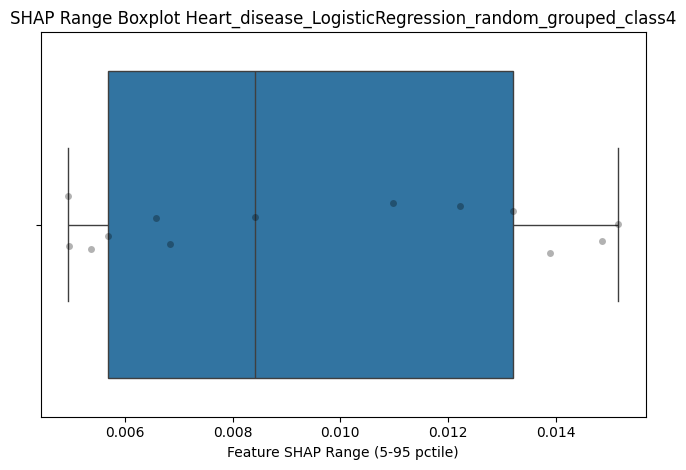 SHAP Range Boxplot Heart_disease_LogisticRegression_random_grouped_class4
0.006 0.008 0.010 0.012 0.014
Feature SHAP Range (5-95 pctile)